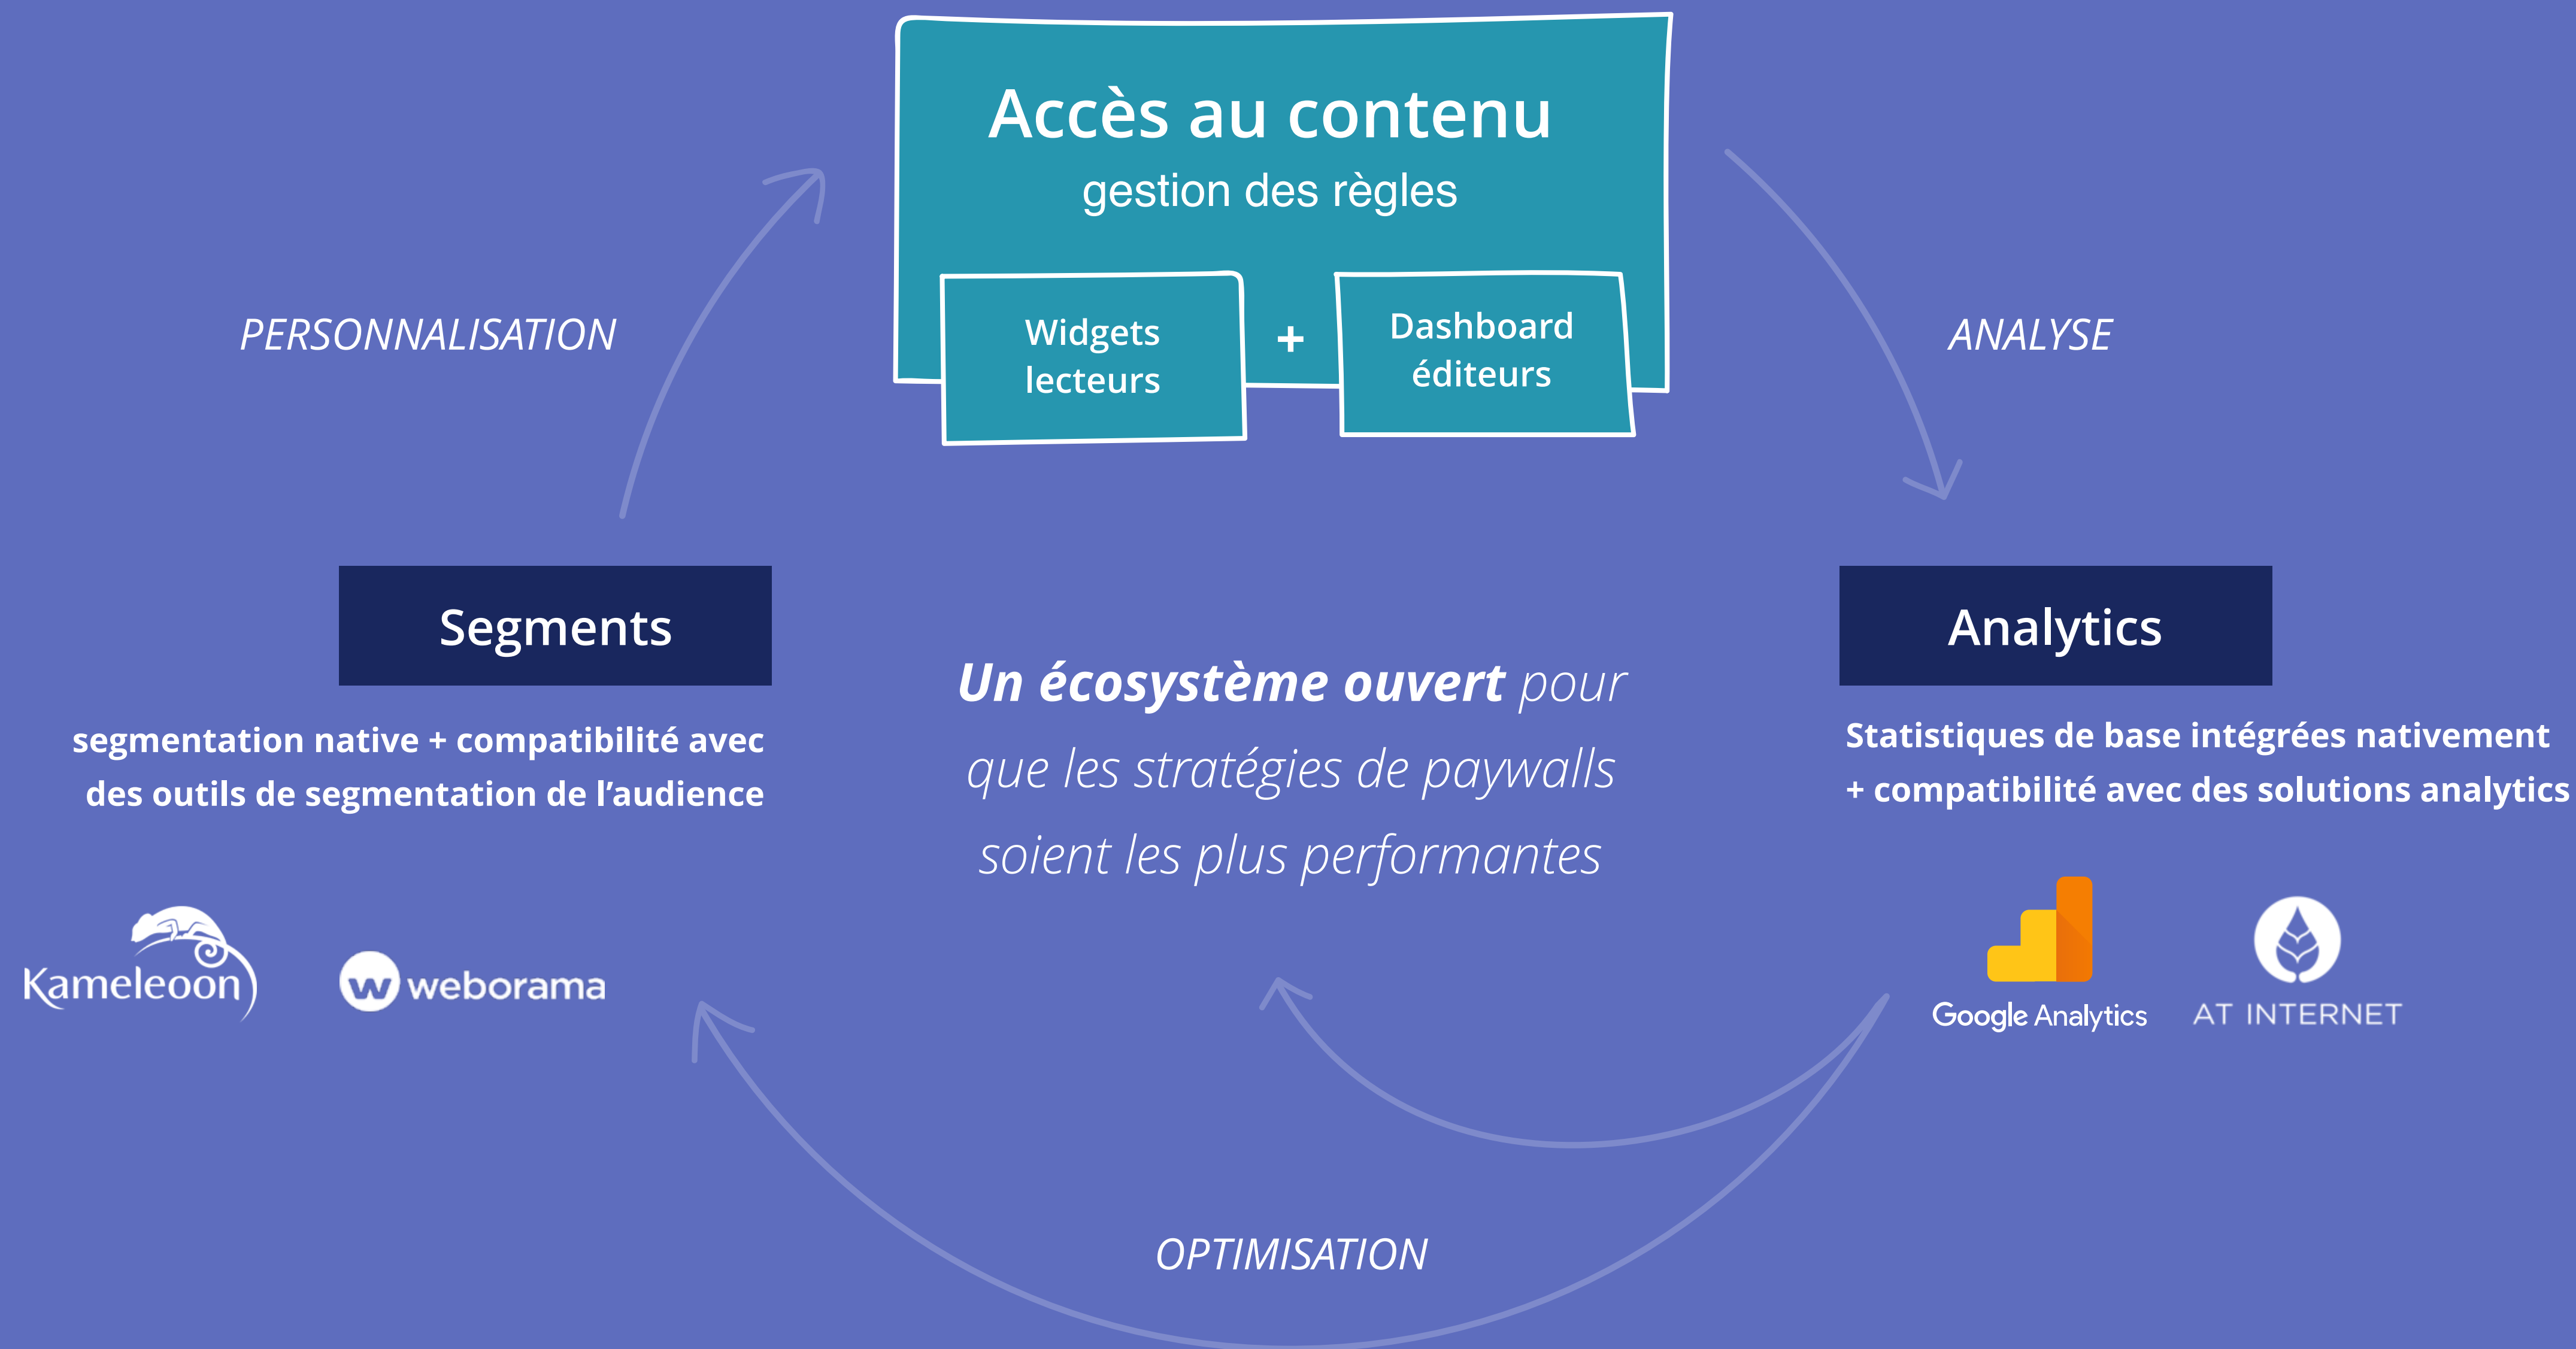 Accès au contenu
gestion des règles
Widgets
lecteurs
+
Dashboard
éditeurs
PERSONNALISATION
ANALYSE
Segments
segmentation native + compatibilité avec
des outils de segmentation de l’audience
Kameleoon
w weborama
Un écosystème ouvert pour
que les stratégies de paywalls
soient les plus performantes
Analytics
Statistiques de base intégrées nativement
+ compatibilité avec des solutions analytics
Google Analytics
AT INTERNET
OPTIMISATION